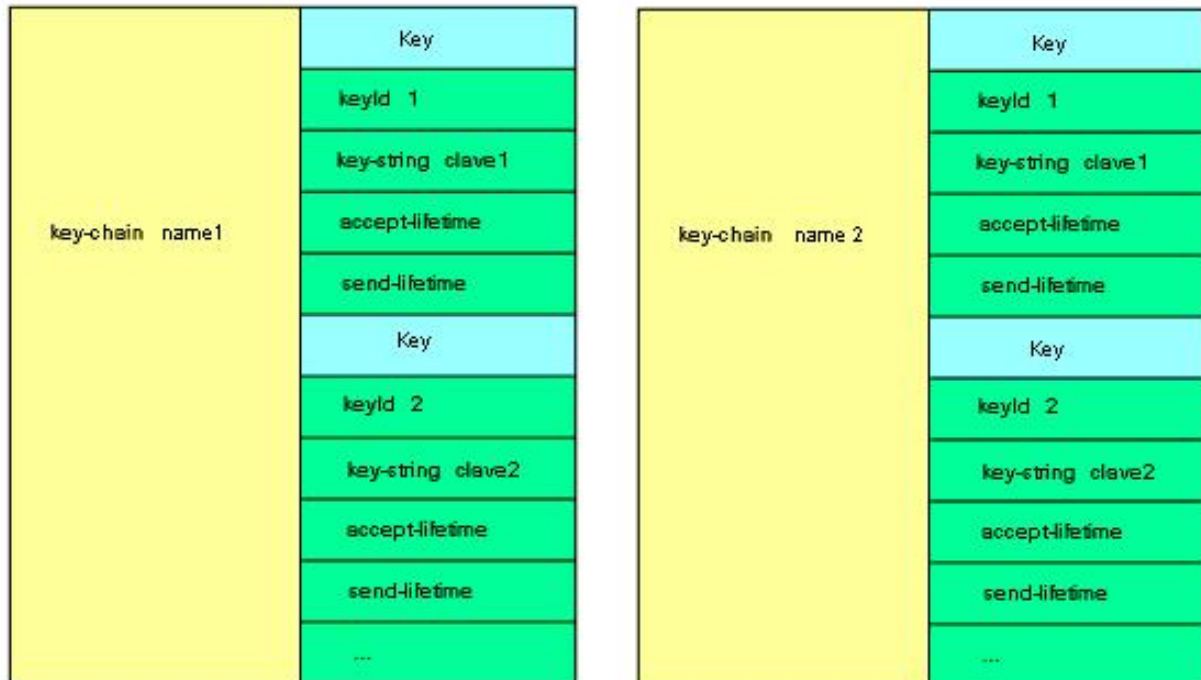 key-chain name1
Key
keyId 1
key-string clave1
accept-lifetime
send-lifetime
Key
keyId 2
key-string clave2
accept-lifetime
send-lifetime
...
key-chain name 2
Key
keyId 1
key-string clave1
accept-lifetime
send-lifetime
Key
keyId 2
key-string clave2
accept-lifetime
send-lifetime
...